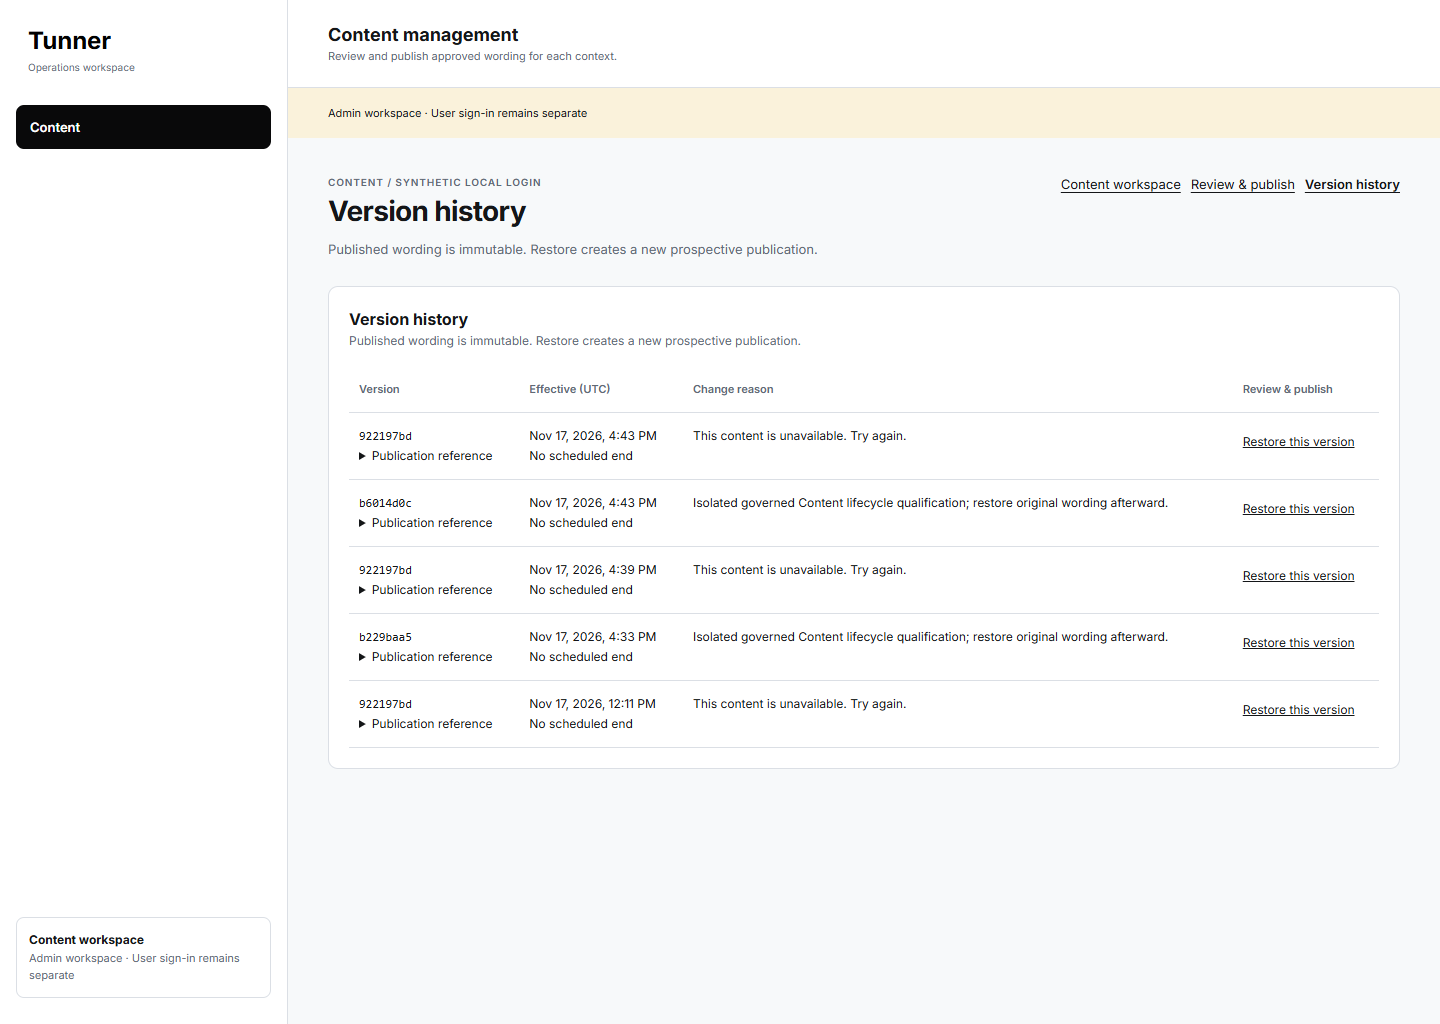 Tunner
Operations workspace
Content
Content workspace
Admin workspace · User sign-in remains
separate
Content management
Review and publish approved wording for each context.
Admin workspace · User sign-in remains separate
CONTENT / SYNTHETIC LOCAL LOGIN
Content workspace Review & publish Version history
Version history
Published wording is immutable. Restore creates a new prospective publication.
Version history
Published wording is immutable. Restore creates a new prospective publication.
Version Effective (UTC) Change reason Review & publish
922197bd Nov 17, 2026, 4:43 PM This content is unavailable. Try again. Restore this version
Publication reference No scheduled end
b6014d0c Nov 17, 2026, 4:43 PM Isolated governed Content lifecycle qualification; restore original wording afterward. Restore this version
Publication reference No scheduled end
922197bd Nov 17, 2026, 4:39 PM This content is unavailable. Try again. Restore this version
Publication reference No scheduled end
b229baa5 Nov 17, 2026, 4:33 PM Isolated governed Content lifecycle qualification; restore original wording afterward. Restore this version
Publication reference No scheduled end
922197bd Nov 17, 2026, 12:11 PM This content is unavailable. Try again. Restore this version
Publication reference No scheduled end